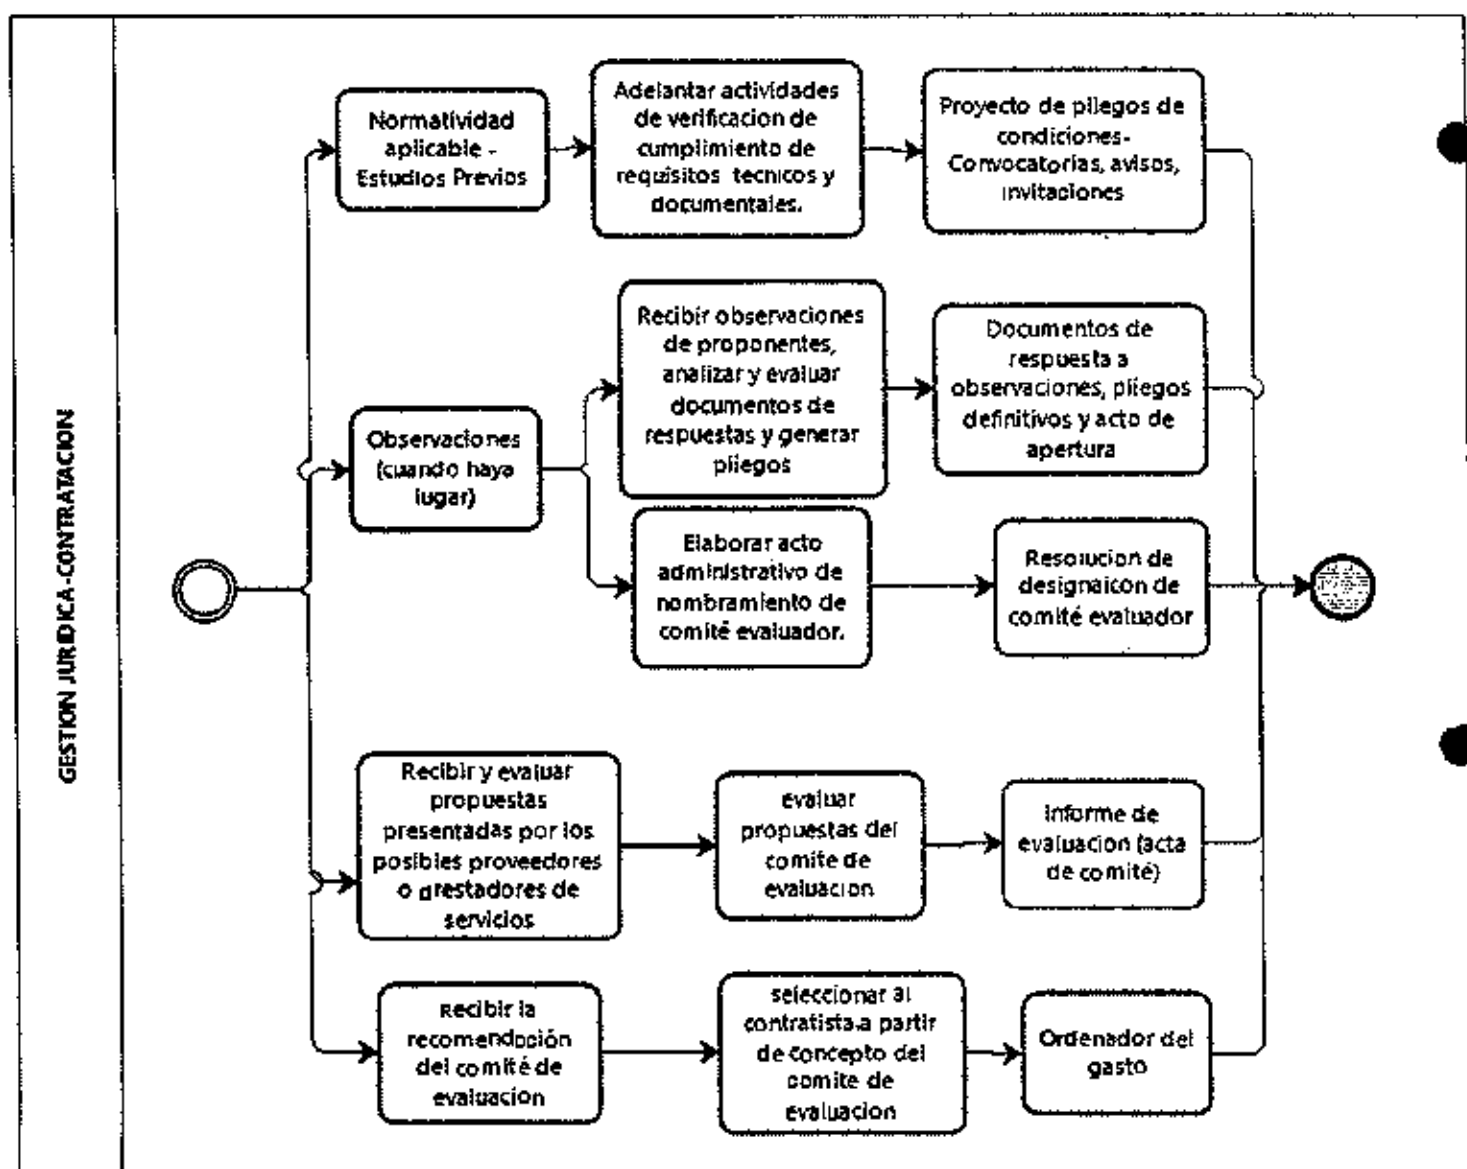 GESTION JURIDICA-CONTRATACION
Normatividad
aplicable -
Estudios Previos
Adelantar actividades
de verificacion de
cumplimiento de
requisitos tecnicos y
documentales.
Proyecto de pliegos de
condiciones-
Convocatorias, avisos,
invitaciones
Observaciones
(cuando haya
lugar)
Recibir observaciones
de proponentes,
analizar y evaluar
documentos de
respuestas y generar
pliegos
Documentos de
respuesta a
observaciones, pliegos
definitivos y acto de
apertura
Elaborar acto
administrativo de
nombramiento de
comité evaluador.
Resolucion de
designaicon de
comité evaluador
Recibir y evaluar
propuestas
presentadas por los
posibles proveedores
o prestadores de
servicios
evaluar
propuestas del
comite de
evaluacion
Informe de
evaluacion (acta
de comité)
Recibir la
recomendación
del comité de
evaluacion
seleccionar al
contratista.a partir
de concepto del
comite de
evaluacion
Ordenador del
gasto